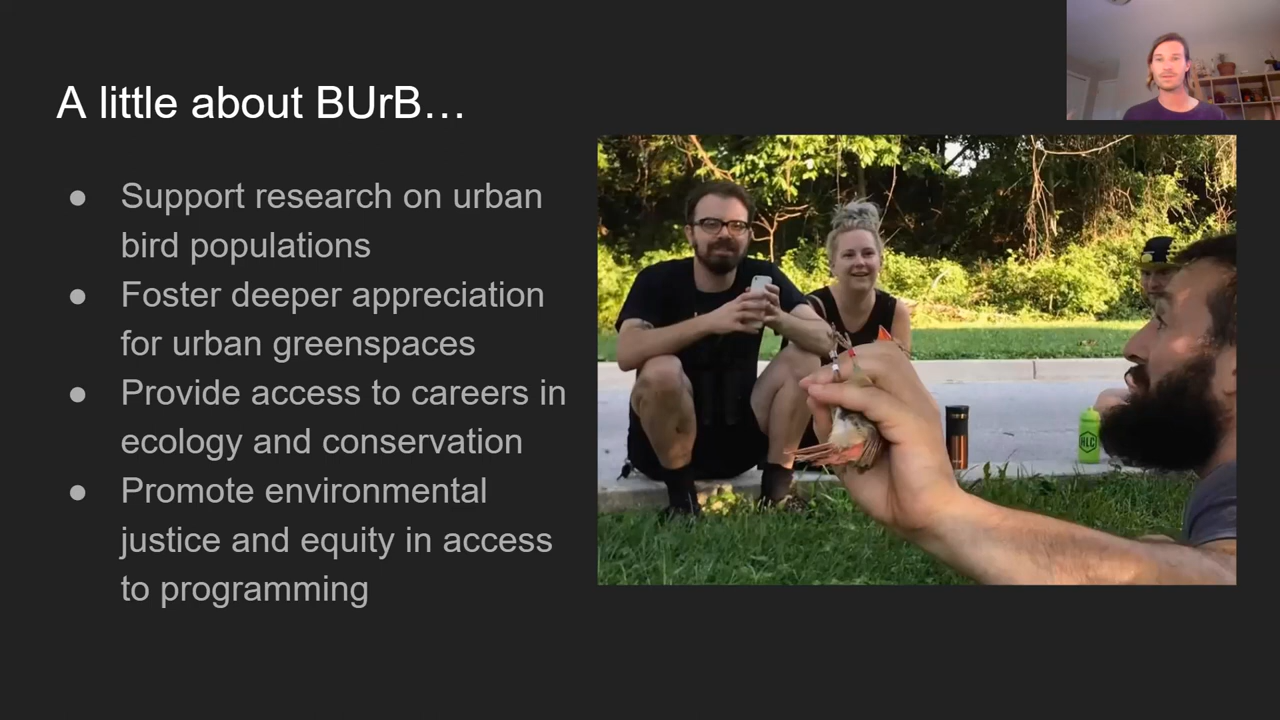 A little about BUrB…
● Support research on urban
bird populations
● Foster deeper appreciation
for urban greenspaces
● Provide access to careers in
ecology and conservation
● Promote environmental
justice and equity in access
to programming
HLC